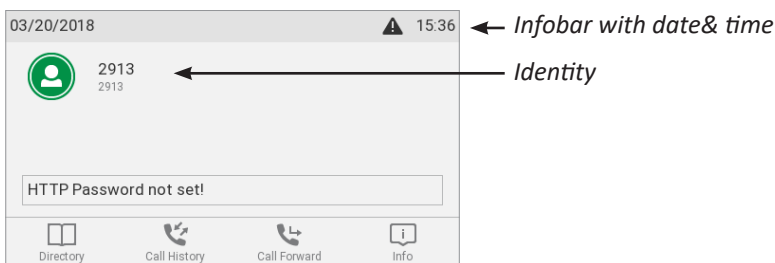 03/20/2018 15:36 Infobar with date& time
2913 Identity
2913
HTTP Password not set!
Directory Call History Call Forward Info